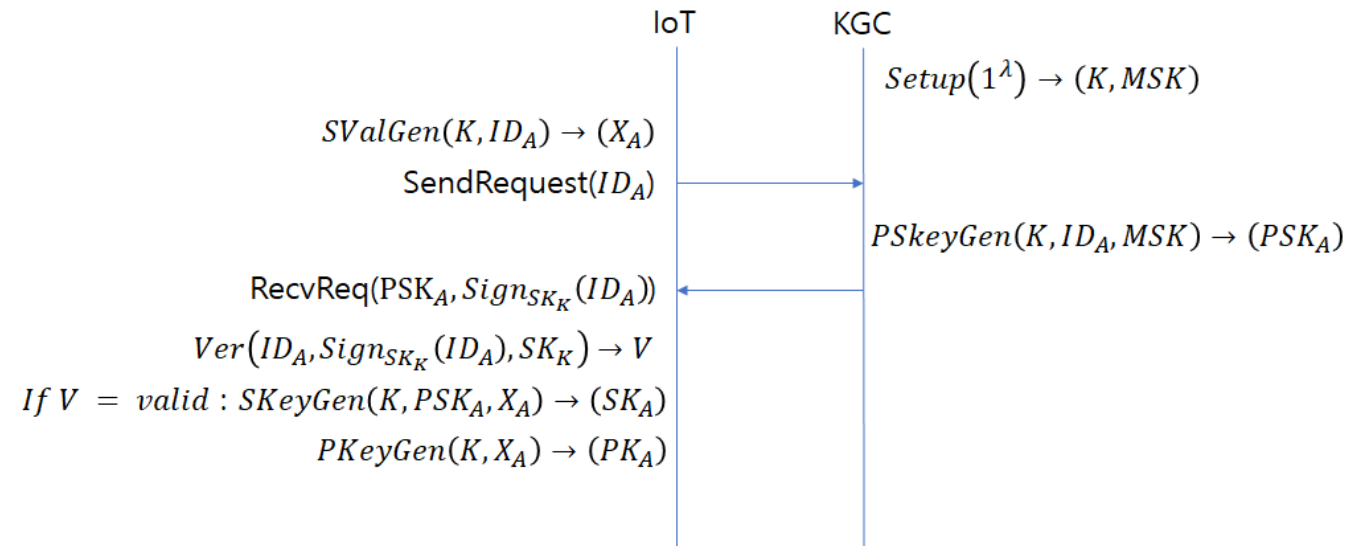 IoT KGC
Setup(1^λ) → (K, MSK)
SValGen(K, ID_A) → (X_A)
SendRequest(ID_A)
PSkeyGen(K, ID_A, MSK) → (PSK_A)
RecvReq(PSK_A, Sign_{SK_K}(ID_A))
Ver(ID_A, Sign_{SK_K}(ID_A), SK_K) → V
If V = valid : SKeyGen(K, PSK_A, X_A) → (SK_A)
PKeyGen(K, X_A) → (PK_A)